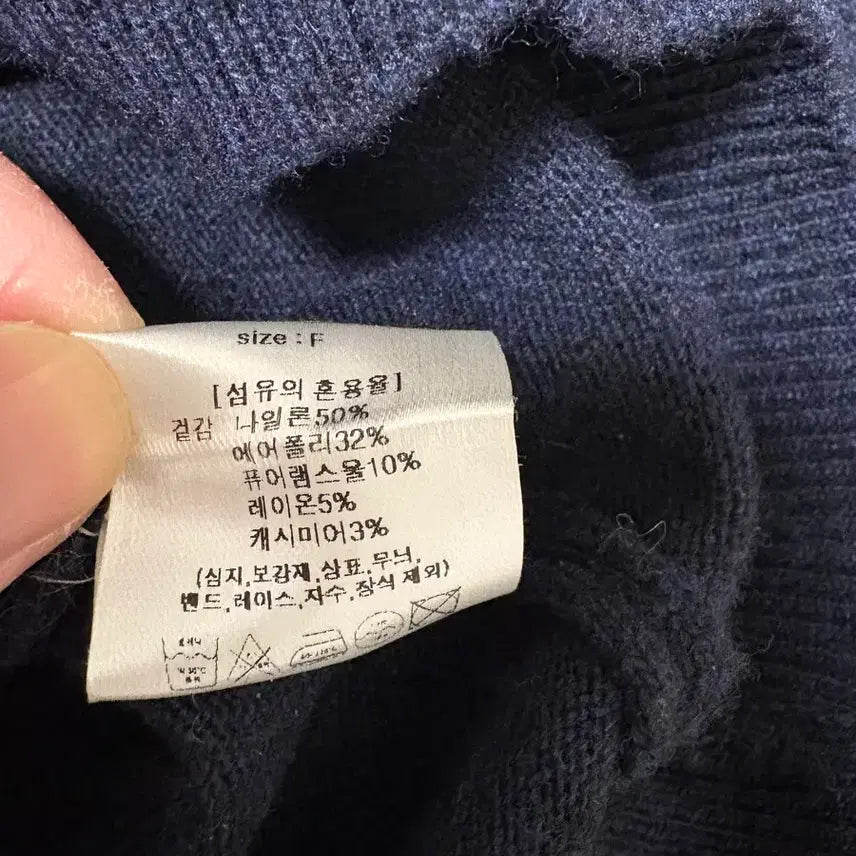 size : F
[섬유의 혼용율]
겉감 나일론50%
에어폴리32%
퓨어램스울10%
레이온5%
캐시미어3%
(심지,보강재,상표,무늬,
밴드,레이스,자수,장식 제외)